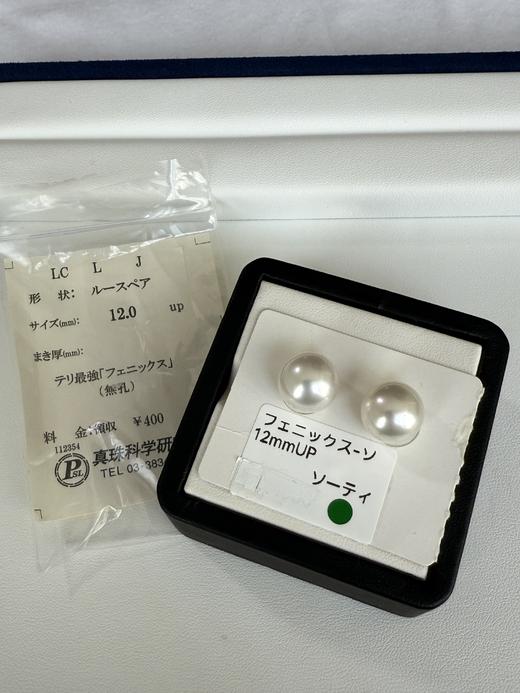 LC L J
形 状: ルースペア
サイズ(mm): 12.0 up
まき厚(mm):
テリ最強「フェニックス」
(無孔)
料 金:領収 ¥400
112354
PSL 真珠科学研
TEL 03-383
フェニックス-ソ
12mmUP
ソーティ